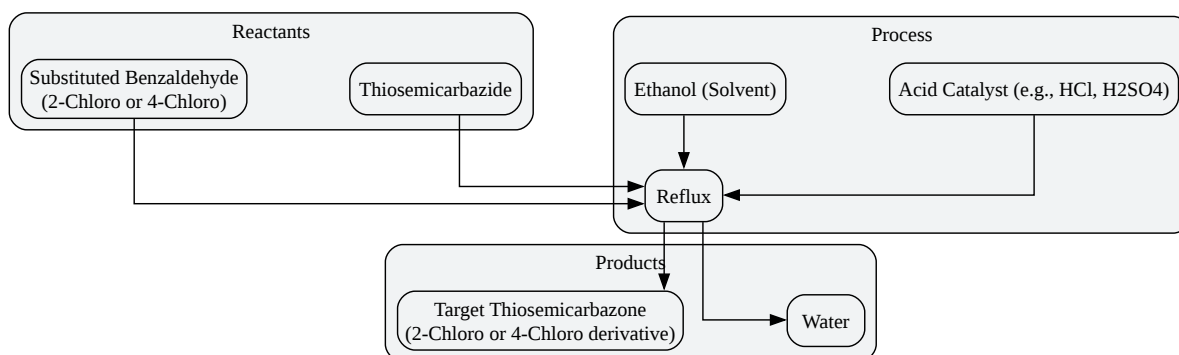 Reactants
Substituted Benzaldehyde
(2-Chloro or 4-Chloro)
Thiosemicarbazide
Process
Ethanol (Solvent)
Acid Catalyst (e.g., HCl, H2SO4)
Reflux
Products
Target Thiosemicarbazone
(2-Chloro or 4-Chloro derivative)
Water